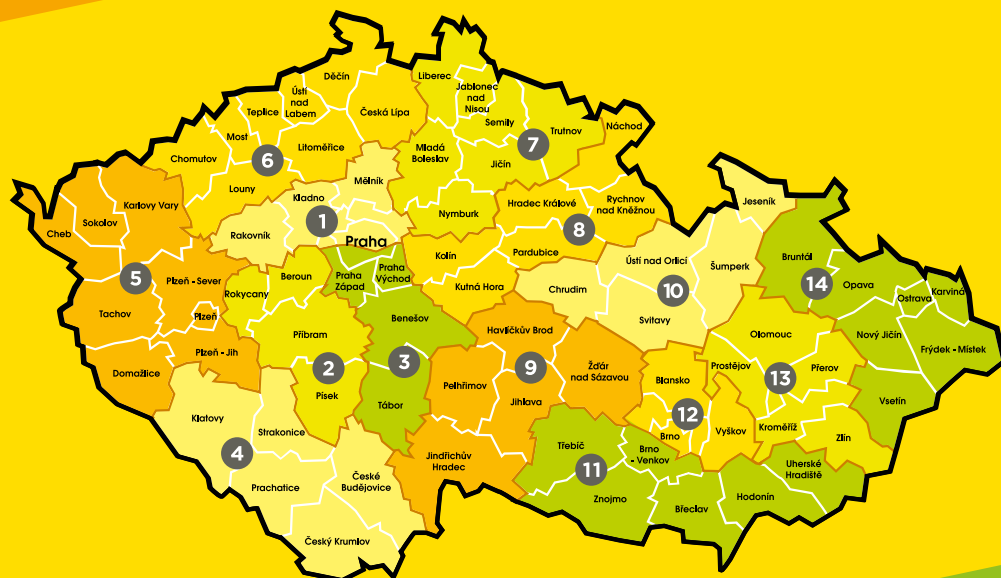 Děčín
Liberec
Ústí
nad
Labem
Teplice
Česká Lípa
Jablonec
nad
Nisou
Semily
Trutnov
Náchod
Most
Litoměřice
Mladá
Boleslav
7
Jičín
Chomutov
6
Louny
Mělník
Kladno
Karlovy Vary
Sokolov
Cheb
Rakovník
1
Praha
Nymburk
Hradec Králové
Rychnov
nad Kněžnou
8
Jeseník
Pardubice
Kolín
Kutná Hora
Chrudim
Ústí nad Orlicí
Šumperk
10
Svitavy
Bruntál
14
Opava
Ostrava
Karviná
5
Plzeň - Sever
Rokycany
Beroun
Praha
Západ
Praha
Východ
Tachov
Plzeň
Plzeň - Jih
Domažlice
Příbram
2
Písek
Benešov
3
Tábor
Havlíčkův Brod
9
Pelhřimov
Jihlava
Žďár
nad Sázavou
Olomouc
Prostějov
13
Přerov
Nový Jičín
Frýdek - Místek
Blansko
12
Brno
Vyškov
Kroměříž
Zlín
Vsetín
Klatovy
Strakonice
4
Prachatice
České
Budějovice
Český Krumlov
Jindřichův
Hradec
Třebíč
11
Znojmo
Brno
- Venkov
Břeclav
Hodonín
Uherské
Hradiště